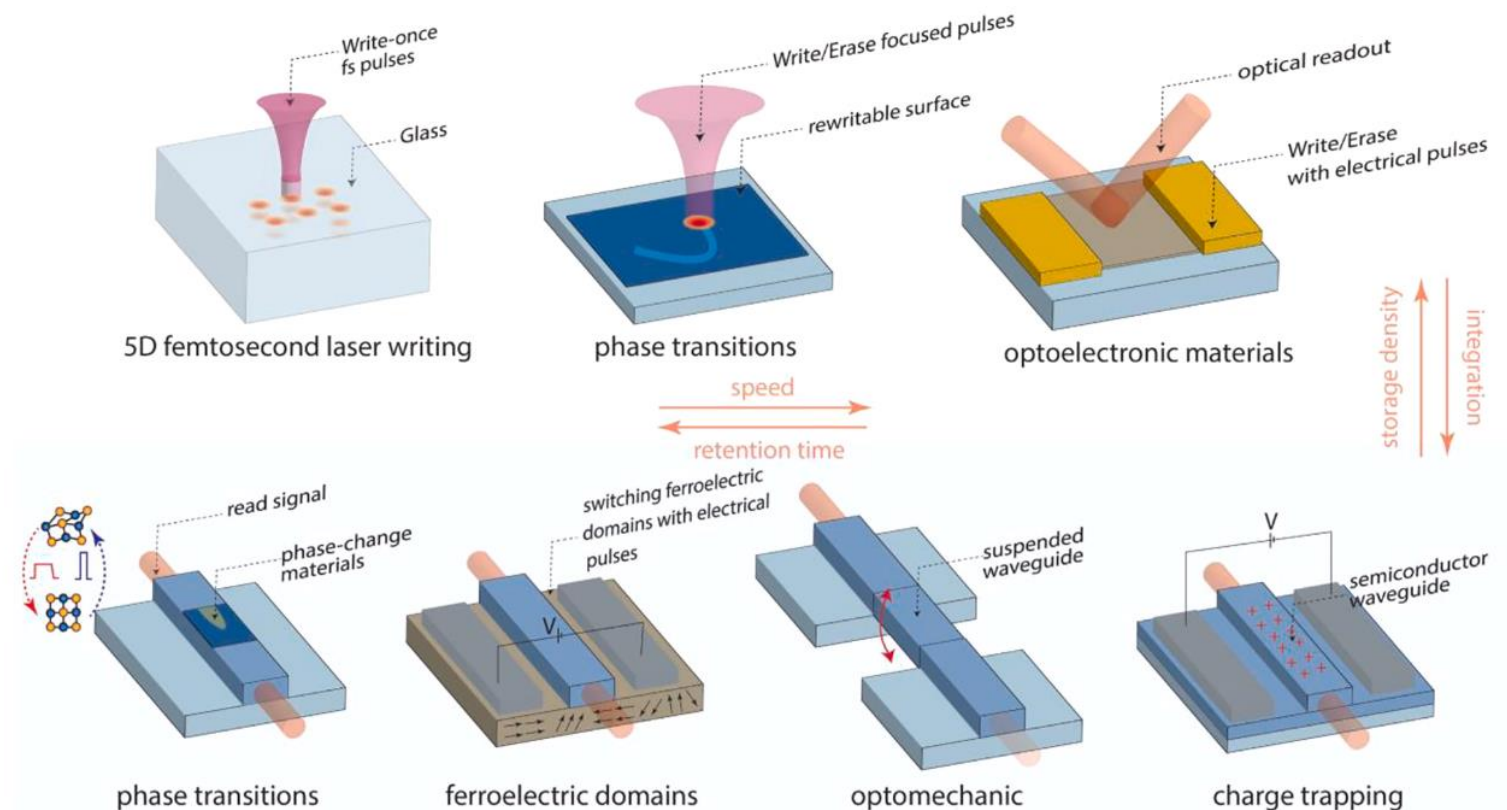 Write-once
fs pulses
Glass
5D femtosecond laser writing
Write/Erase focused pulses
rewritable surface
phase transitions
optical readout
Write/Erase
with electrical pulses
optoelectronic materials
speed
retention time
storage density
integration
read signal
phase-change
materials
phase transitions
switching ferroelectric
domains with electrical
pulses
V
ferroelectric domains
suspended
waveguide
optomechanic
V
semiconductor
waveguide
charge trapping